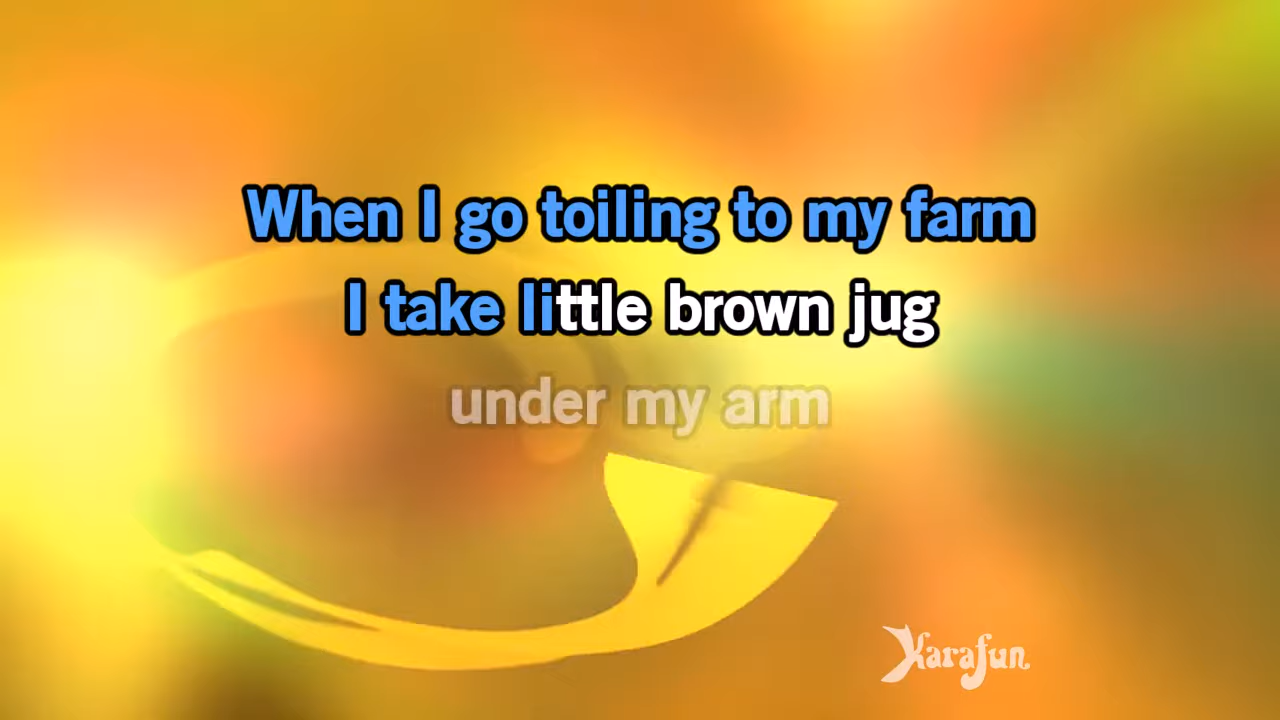 When I go toiling to my farm
I take little brown jug
under my arm
Karafun